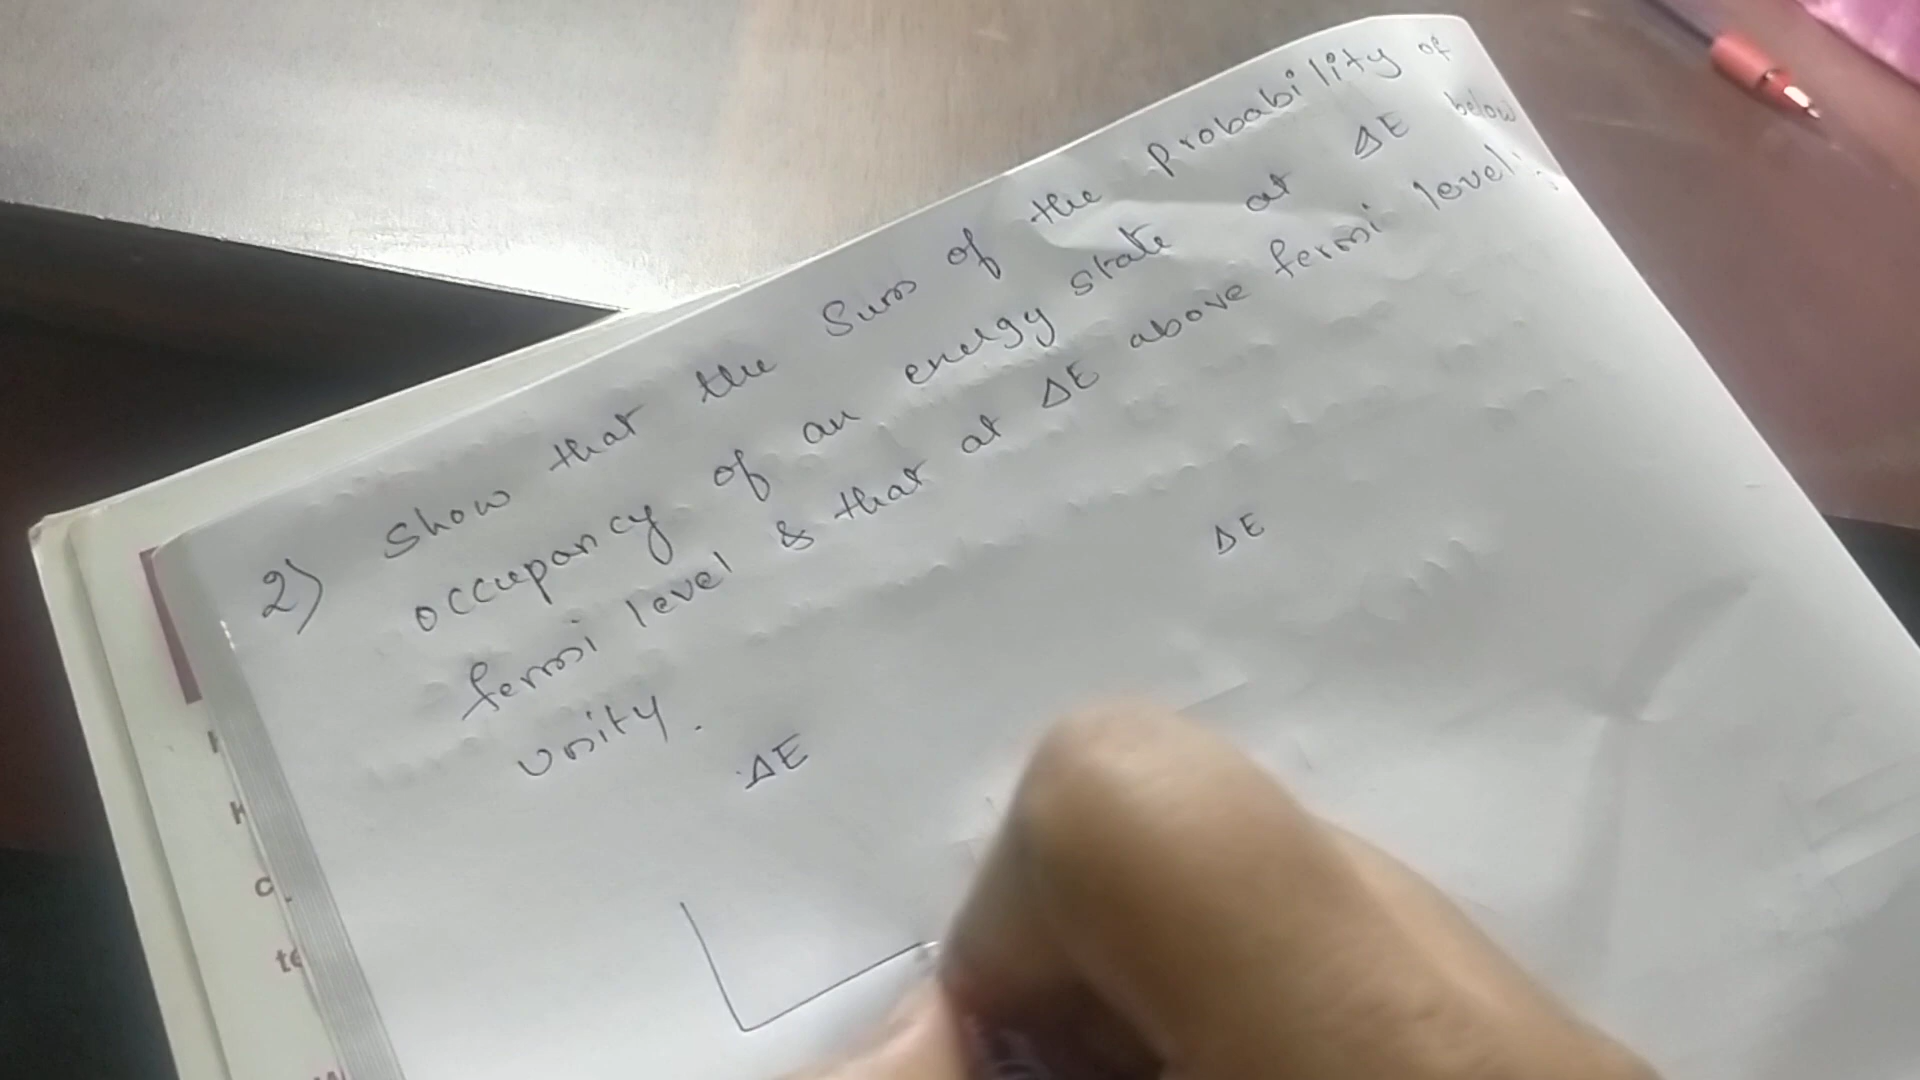 2) Show that the Sum of the Probability of
occupancy of an energy state at ΔE below
fermi level & that at ΔE above fermi level is
unity.
ΔE ΔE